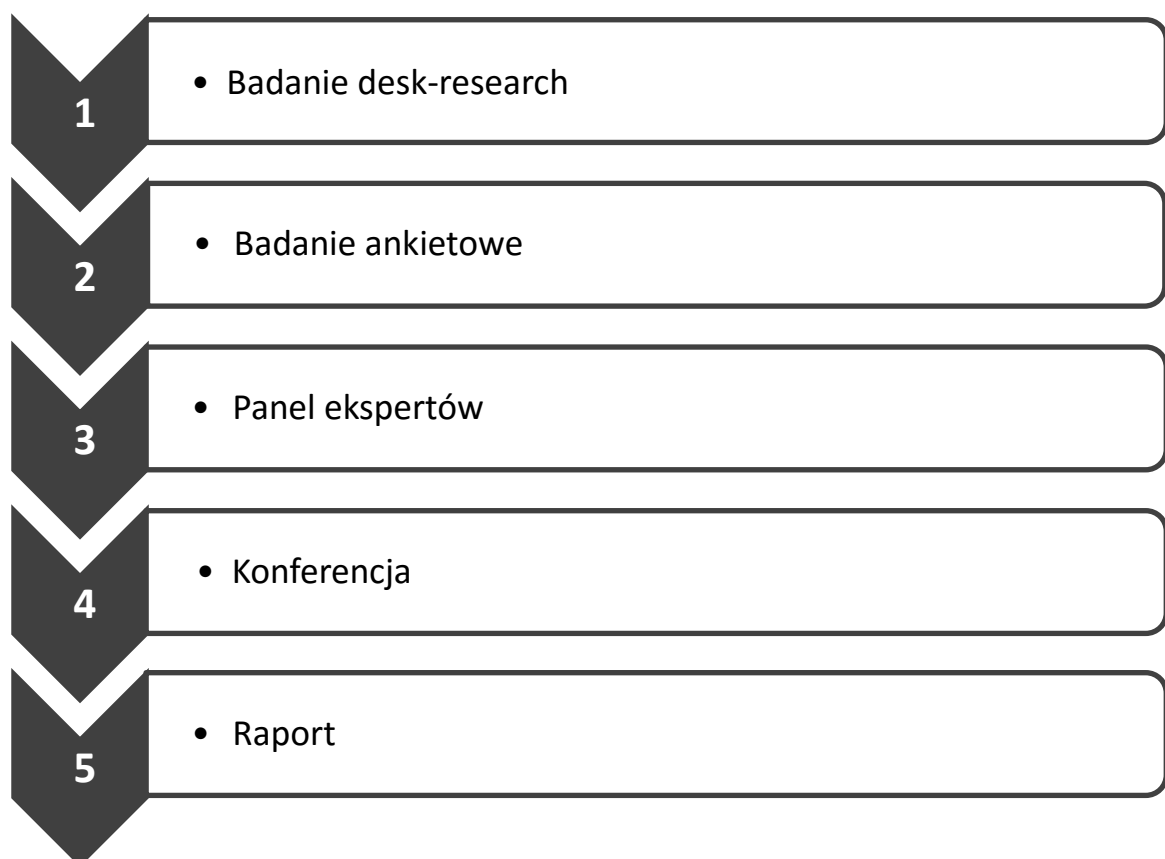 1
• Badanie desk-research
2
• Badanie ankietowe
3
• Panel ekspertów
4
• Konferencja
5
• Raport